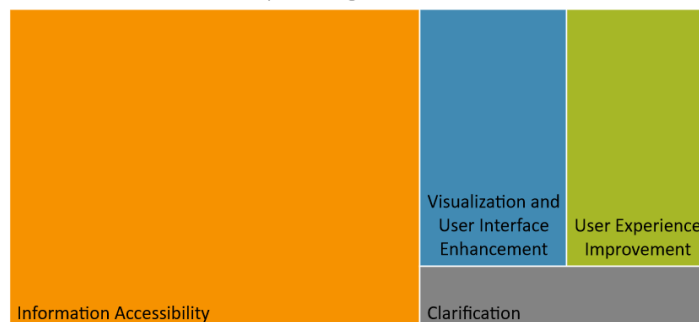 Information Accessibility
Visualization and
User Interface
Enhancement
User Experience
Improvement
Clarification